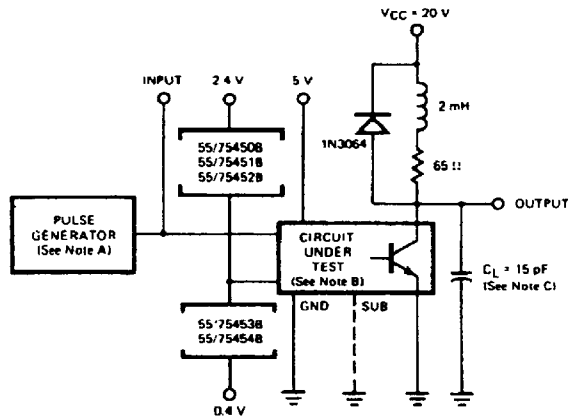 VCC = 20 V
INPUT
2.4 V
5 V
2 mH
1N3064
65 Ω
55/75450B
55/75451B
55/75452B
OUTPUT
PULSE
GENERATOR
(See Note A)
CIRCUIT
UNDER
TEST
(See Note B)
CL = 15 pF
(See Note C)
GND
SUB
55/75453B
55/75454B
0.4 V